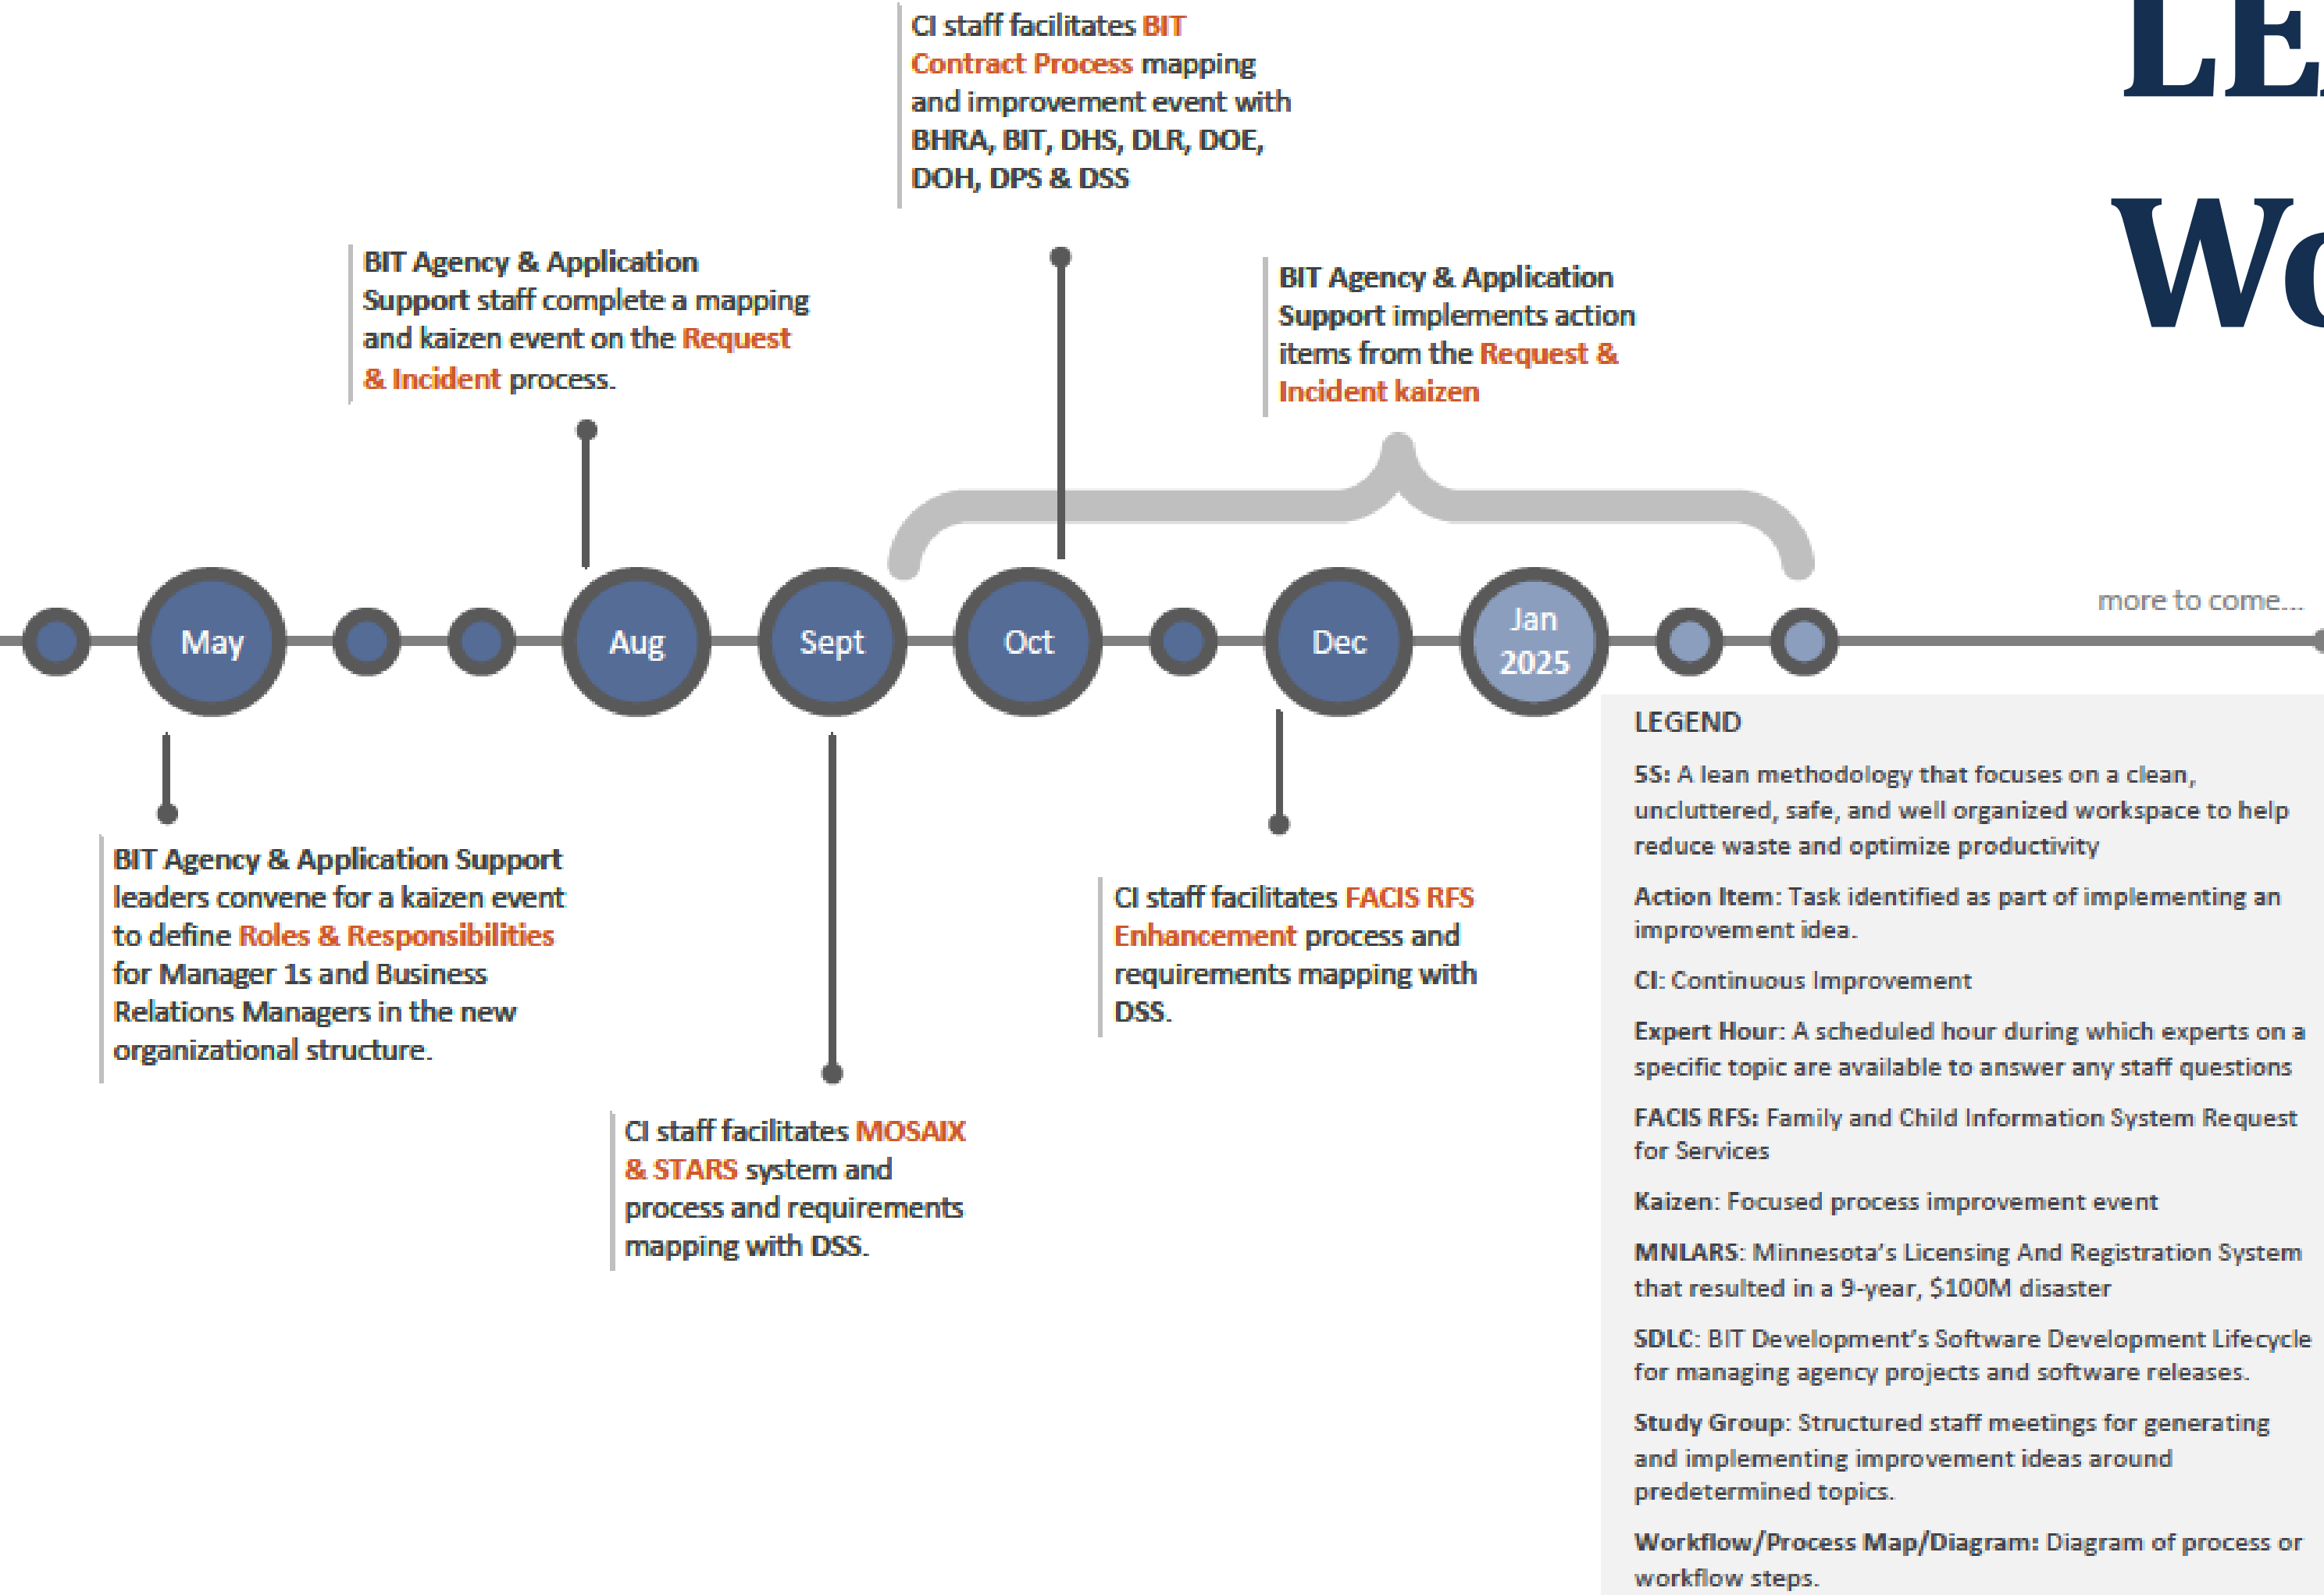 CI staff facilitates BIT
Contract Process mapping
and improvement event with
BHRA, BIT, DHS, DLR, DOE,
DOH, DPS & DSS
BIT Agency & Application
Support staff complete a mapping
and kaizen event on the Request
& Incident process.
BIT Agency & Application
Support implements action
items from the Request &
Incident kaizen
May
Aug
Sept
Oct
Dec
Jan
2025
more to come...
BIT Agency & Application Support
leaders convene for a kaizen event
to define Roles & Responsibilities
for Manager 1s and Business
Relations Managers in the new
organizational structure.
CI staff facilitates MOSAIX
& STARS system and
process and requirements
mapping with DSS.
CI staff facilitates FACIS RFS
Enhancement process and
requirements mapping with
DSS.
LEGEND
5S: A lean methodology that focuses on a clean,
uncluttered, safe, and well organized workspace to help
reduce waste and optimize productivity
Action Item: Task identified as part of implementing an
improvement idea.
CI: Continuous Improvement
Expert Hour: A scheduled hour during which experts on a
specific topic are available to answer any staff questions
FACIS RFS: Family and Child Information System Request
for Services
Kaizen: Focused process improvement event
MNLARS: Minnesota's Licensing And Registration System
that resulted in a 9-year, $100M disaster
SDLC: BIT Development's Software Development Lifecycle
for managing agency projects and software releases.
Study Group: Structured staff meetings for generating
and implementing improvement ideas around
predetermined topics.
Workflow/Process Map/Diagram: Diagram of process or
workflow steps.